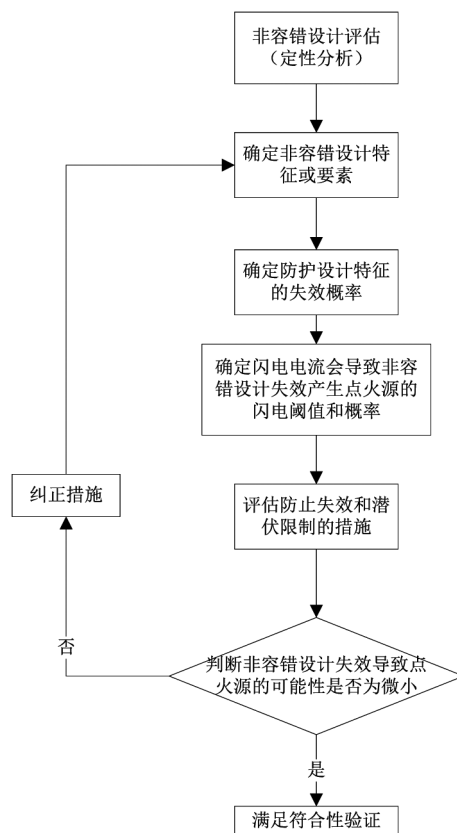 非容错设计评估
（定性分析）
确定非容错设计特
征或要素
确定防护设计特征
的失效概率
确定闪电电流会导致非容
错设计失效产生点火源的
闪电阈值和概率
纠正措施
评估防止失效和潜
伏限制的措施
否
判断非容错设计失效导致点
火源的可能性是否为微小
是
满足符合性验证